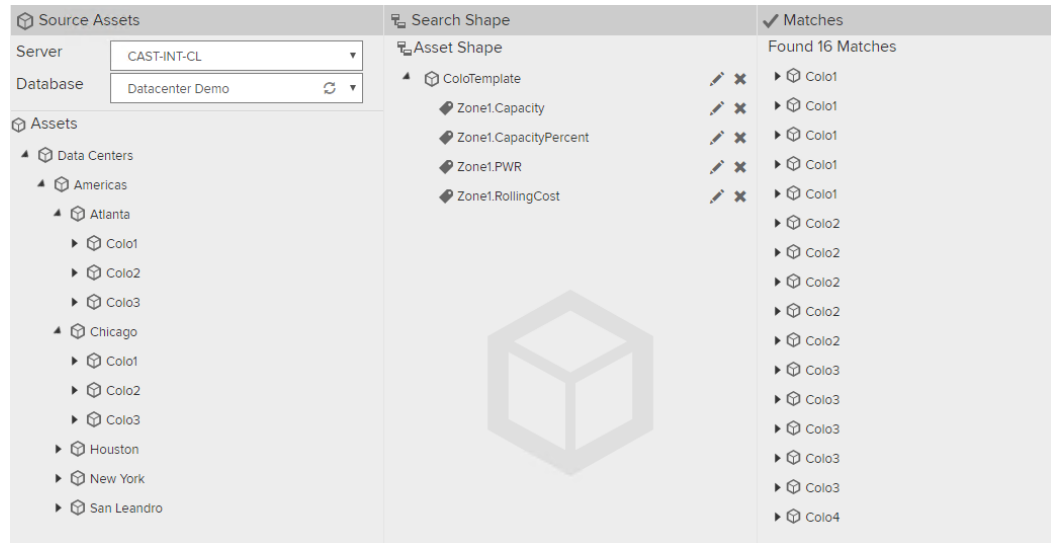 Source Assets
Server
CAST-INT-CL
Database
Datacenter Demo
Assets
Data Centers
Americas
Atlanta
Colo1
Colo2
Colo3
Chicago
Colo1
Colo2
Colo3
Houston
New York
San Leandro
Search Shape
Asset Shape
ColoTemplate
Zone1.Capacity
Zone1.CapacityPercent
Zone1.PWR
Zone1.RollingCost
Matches
Found 16 Matches
Colo1
Colo1
Colo1
Colo1
Colo1
Colo2
Colo2
Colo2
Colo2
Colo2
Colo3
Colo3
Colo3
Colo3
Colo3
Colo4